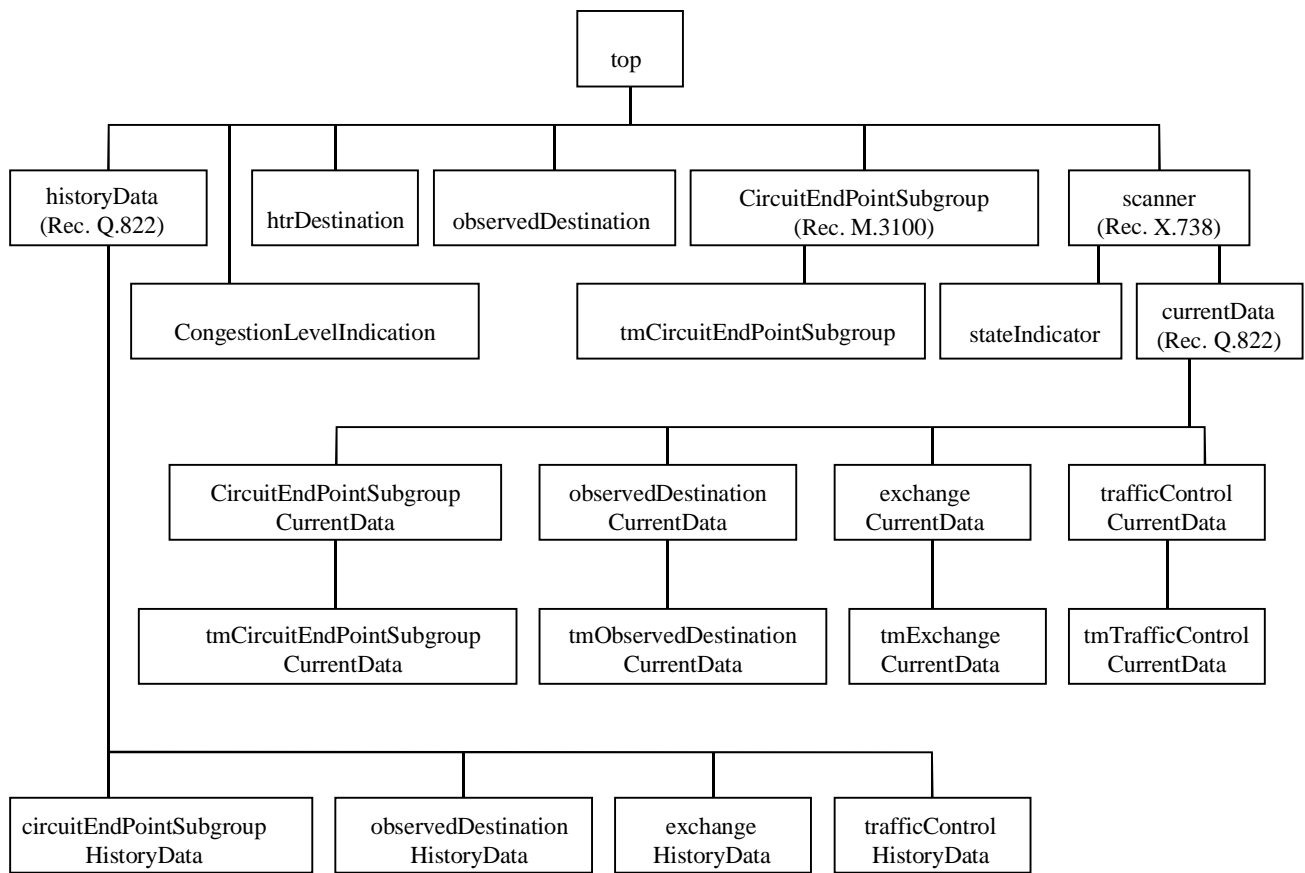 top
historyData
(Rec. Q.822)
htrDestination
observedDestination
CircuitEndPointSubgroup
(Rec. M.3100)
scanner
(Rec. X.738)
CongestionLevelIndication
tmCircuitEndPointSubgroup
stateIndicator
currentData
(Rec. Q.822)
CircuitEndPointSubgroup
CurrentData
observedDestination
CurrentData
exchange
CurrentData
trafficControl
CurrentData
tmCircuitEndPointSubgroup
CurrentData
tmObservedDestination
CurrentData
tmExchange
CurrentData
tmTrafficControl
CurrentData
circuitEndPointSubgroup
HistoryData
observedDestination
HistoryData
exchange
HistoryData
trafficControl
HistoryData